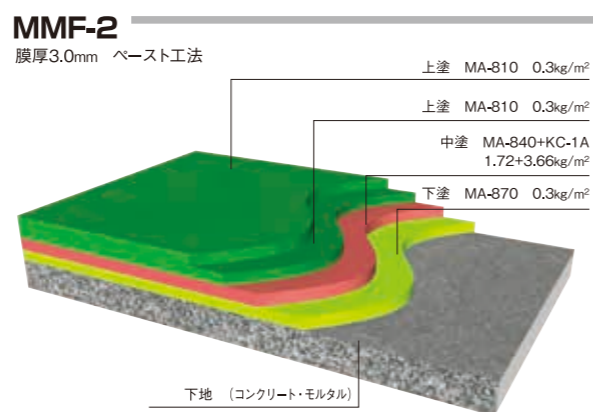 MMF-2
膜厚3.0mm ペースト工法
上塗 MA-810 0.3kg/m²
上塗 MA-810 0.3kg/m²
中塗 MA-840+KC-1A
1.72+3.66kg/m²
下塗 MA-870 0.3kg/m²
下地 (コンクリート・モルタル)